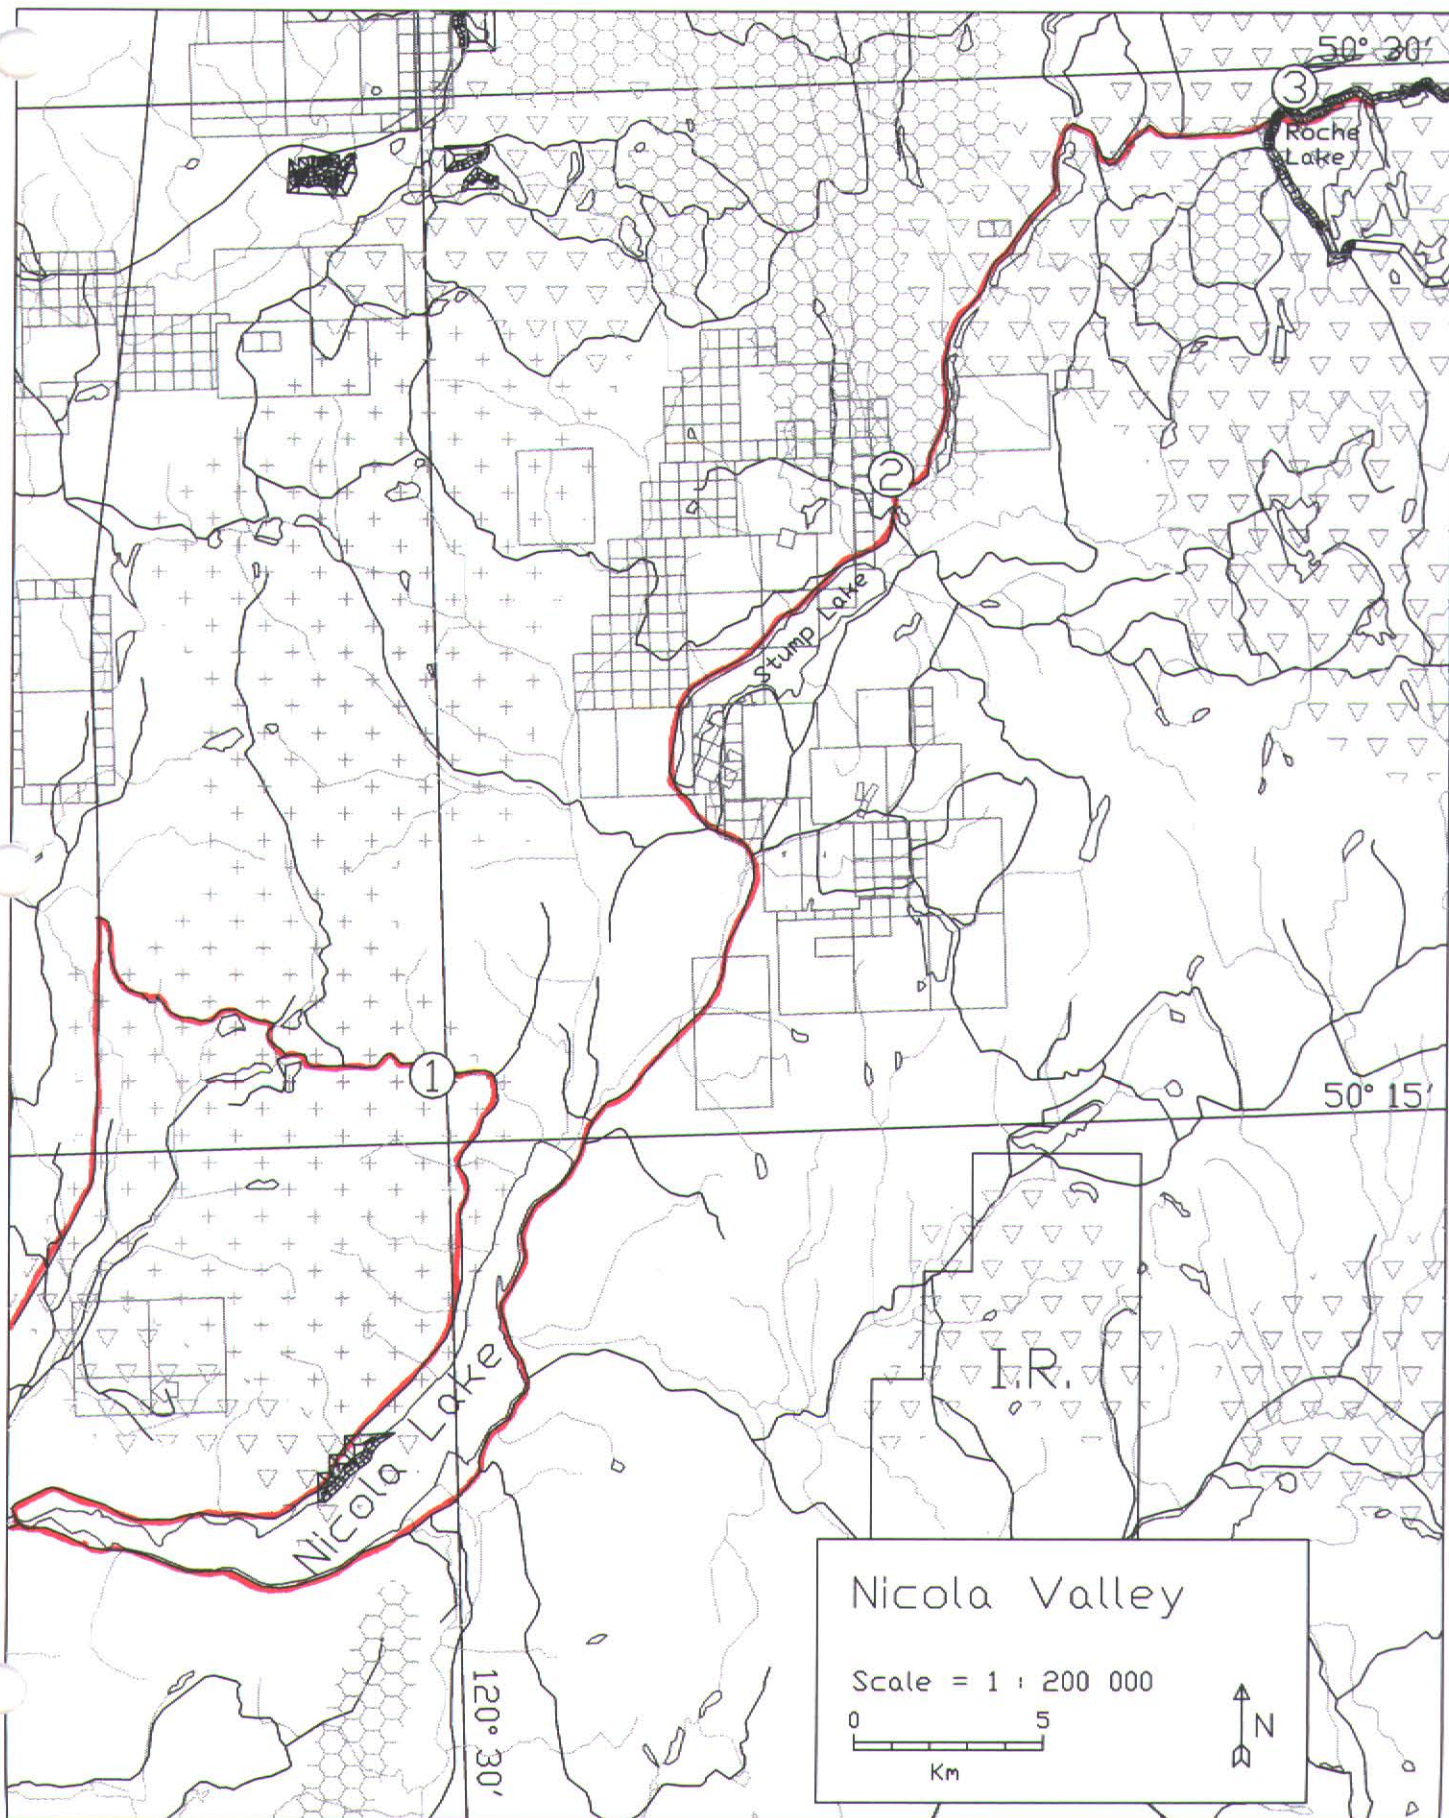 50° 30'
3
Roche
Lake
2
Stump Lake
1
50° 15'
I.R.
Nicola Lake
Nicola Valley
Scale = 1 : 200 000
0 5
Km
N
120° 30'